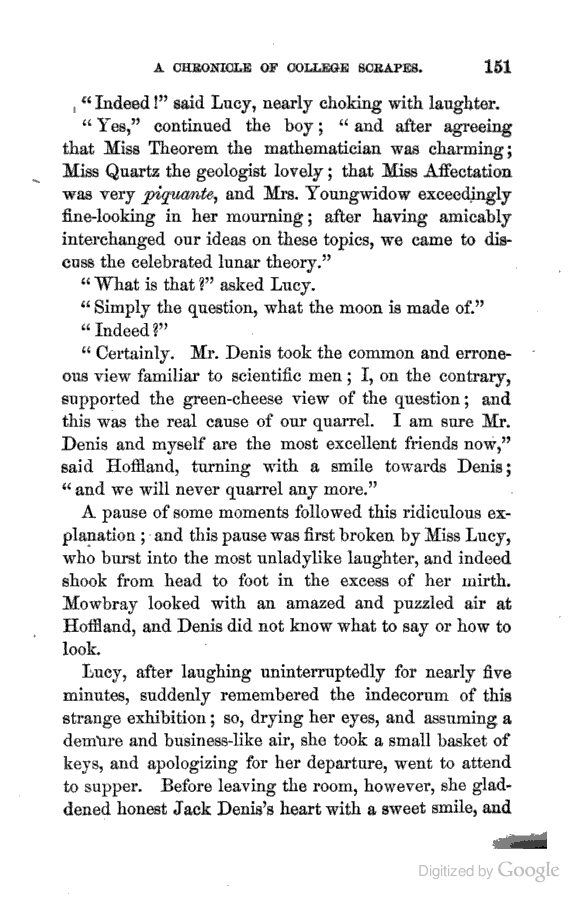 A CHRONICLE OF COLLEGE SCRAPES. 151
“Indeed!” said Lucy, nearly choking with laughter.
“Yes,” continued the boy; “and after agreeing
that Miss Theorem the mathematician was charming;
Miss Quartz the geologist lovely; that Miss Affectation
was very piquante, and Mrs. Youngwidow exceedingly
fine-looking in her mourning; after having amicably
interchanged our ideas on these topics, we came to dis-
cuss the celebrated lunar theory.”
“What is that?” asked Lucy.
“Simply the question, what the moon is made of.”
“Indeed?”
“Certainly. Mr. Denis took the common and errone-
ous view familiar to scientific men; I, on the contrary,
supported the green-cheese view of the question; and
this was the real cause of our quarrel. I am sure Mr.
Denis and myself are the most excellent friends now,”
said Hoffland, turning with a smile towards Denis;
“and we will never quarrel any more.”
A pause of some moments followed this ridiculous ex-
planation; and this pause was first broken by Miss Lucy,
who burst into the most unladylike laughter, and indeed
shook from head to foot in the excess of her mirth.
Mowbray looked with an amazed and puzzled air at
Hoffland, and Denis did not know what to say or how to
look.
Lucy, after laughing uninterruptedly for nearly five
minutes, suddenly remembered the indecorum of this
strange exhibition; so, drying her eyes, and assuming a
demure and business-like air, she took a small basket of
keys, and apologizing for her departure, went to attend
to supper. Before leaving the room, however, she glad-
dened honest Jack Denis’s heart with a sweet smile, and
Digitized by Google